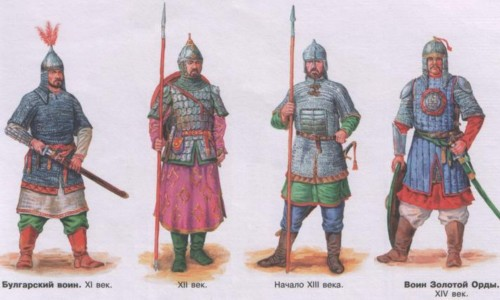 Булгарский воин. XI век.
XII век.
Начало XIII века.
Воин Золотой Орды.
XIV век.